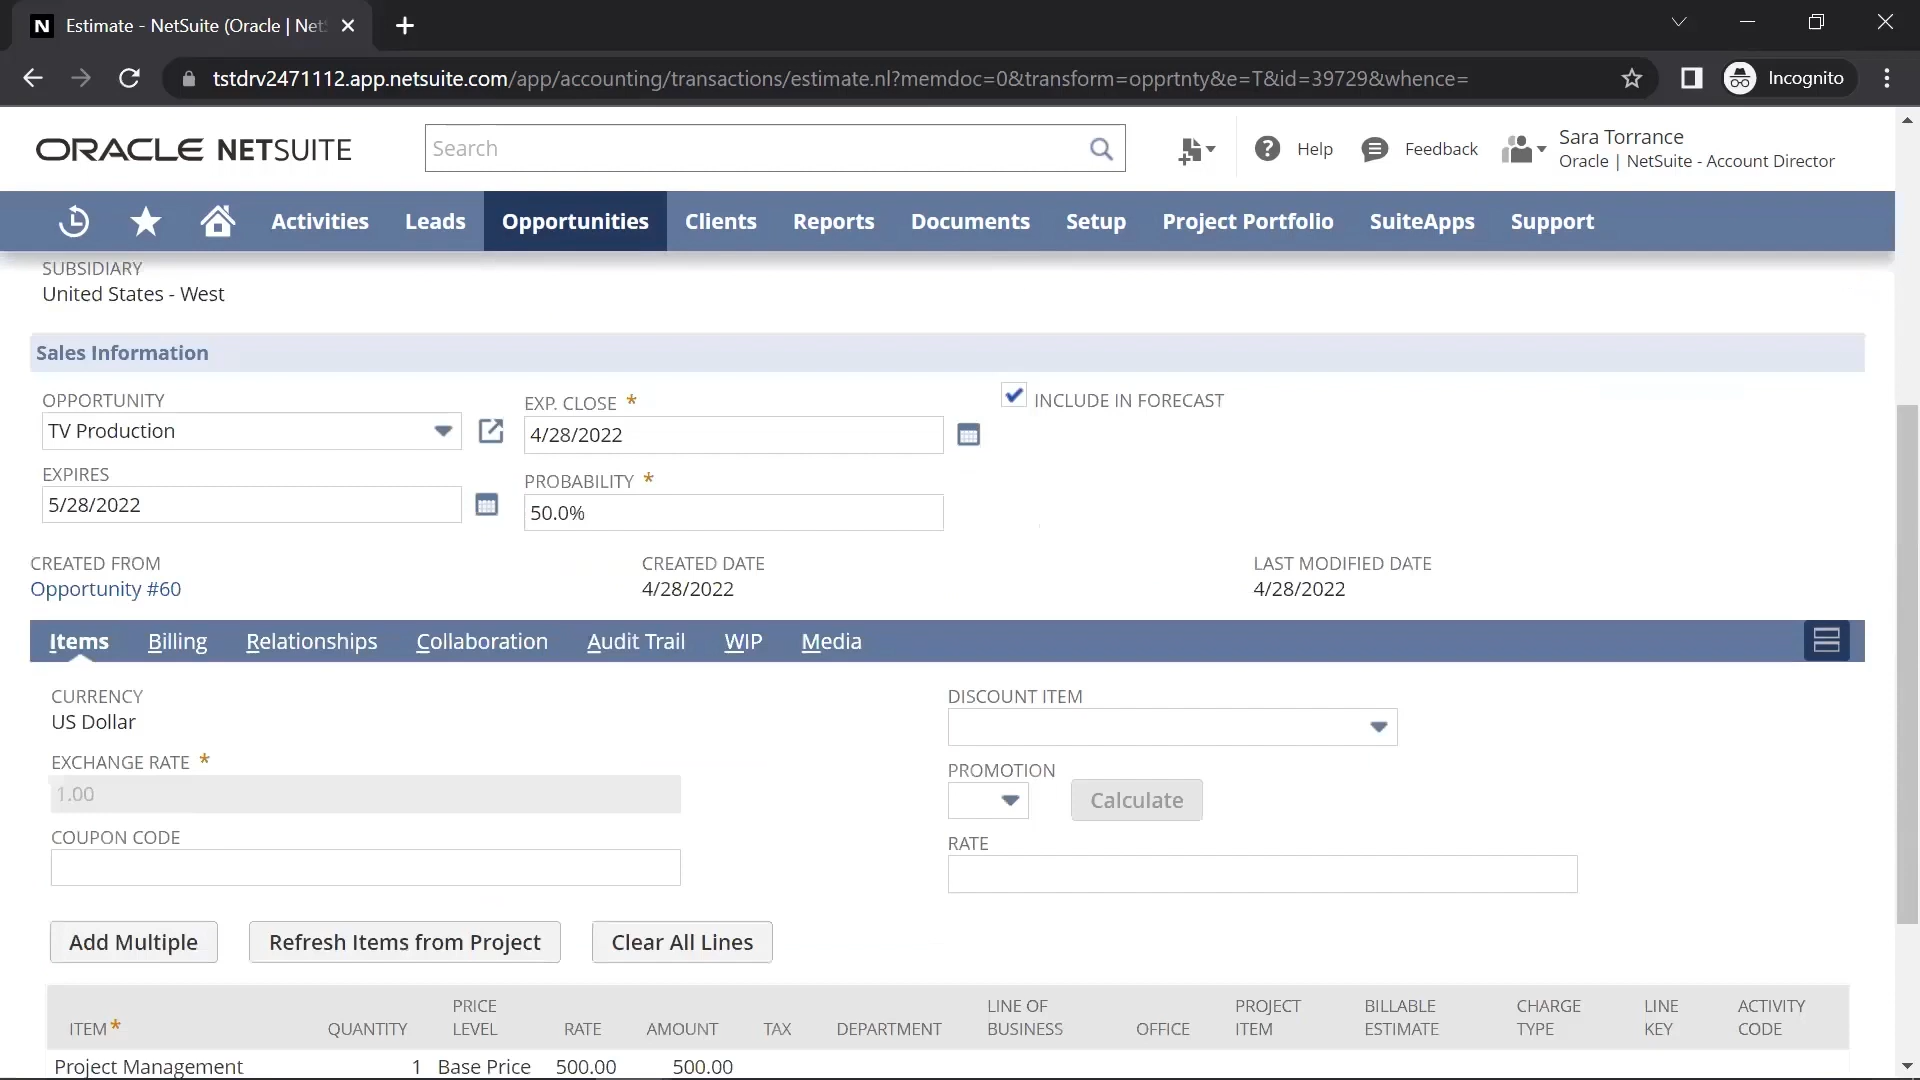 N Estimate - NetSuite (Oracle | Net
tstdrv2471112.app.netsuite.com/app/accounting/transactions/estimate.nl?memdoc=0&transform=opprtnty&e=T&id=39729&whence=
Incognito
ORACLE NETSUITE
Search
Help
Feedback
Sara Torrance
Oracle | NetSuite - Account Director
Activities Leads Opportunities Clients Reports Documents Setup Project Portfolio SuiteApps Support
SUBSIDIARY
United States - West
Sales Information
OPPORTUNITY
TV Production
EXP. CLOSE *
4/28/2022
INCLUDE IN FORECAST
EXPIRES
5/28/2022
PROBABILITY *
50.0%
CREATED FROM
Opportunity #60
CREATED DATE
4/28/2022
LAST MODIFIED DATE
4/28/2022
Items Billing Relationships Collaboration Audit Trail WIP Media
CURRENCY
US Dollar
EXCHANGE RATE *
1.00
COUPON CODE
DISCOUNT ITEM
PROMOTION
Calculate
RATE
Add Multiple Refresh Items from Project Clear All Lines
ITEM * QUANTITY PRICE LEVEL RATE AMOUNT TAX DEPARTMENT LINE OF BUSINESS OFFICE PROJECT ITEM BILLABLE ESTIMATE CHARGE TYPE LINE KEY ACTIVITY CODE
Project Management 1 Base Price 500.00 500.00